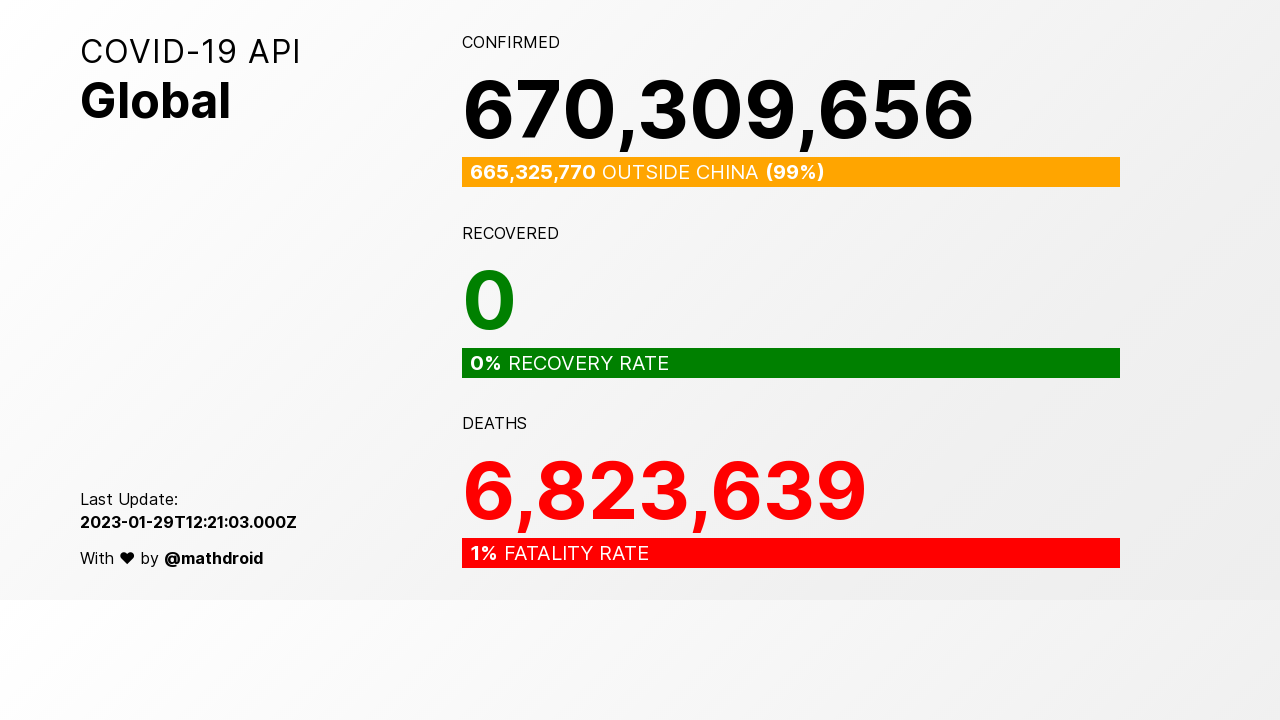 COVID-19 API
Global
CONFIRMED
670,309,656
665,325,770 OUTSIDE CHINA (99%)
RECOVERED
0
0% RECOVERY RATE
DEATHS
6,823,639
1% FATALITY RATE
Last Update:
2023-01-29T12:21:03.000Z
With ♥ by @mathdroid